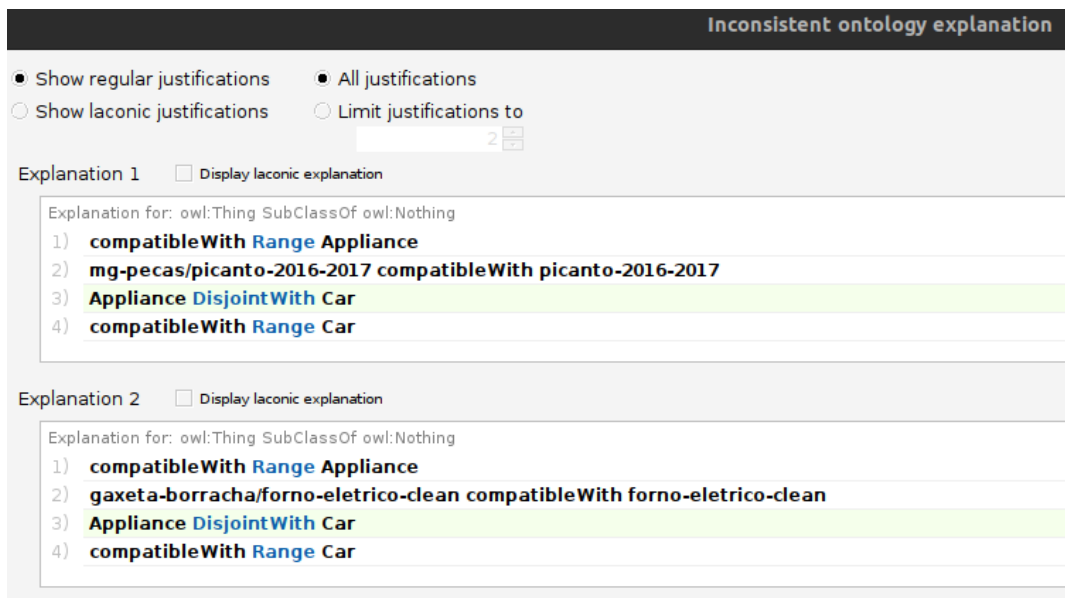 Inconsistent ontology explanation
Show regular justifications All justifications
Show laconic justifications Limit justifications to
2
Explanation 1 Display laconic explanation
Explanation for: owl:Thing SubClassOf owl:Nothing
1) compatibleWith Range Appliance
2) mg-pecas/picanto-2016-2017 compatibleWith picanto-2016-2017
3) Appliance DisjointWith Car
4) compatibleWith Range Car
Explanation 2 Display laconic explanation
Explanation for: owl:Thing SubClassOf owl:Nothing
1) compatibleWith Range Appliance
2) gaxeta-borracha/forno-eletrico-clean compatibleWith forno-eletrico-clean
3) Appliance DisjointWith Car
4) compatibleWith Range Car